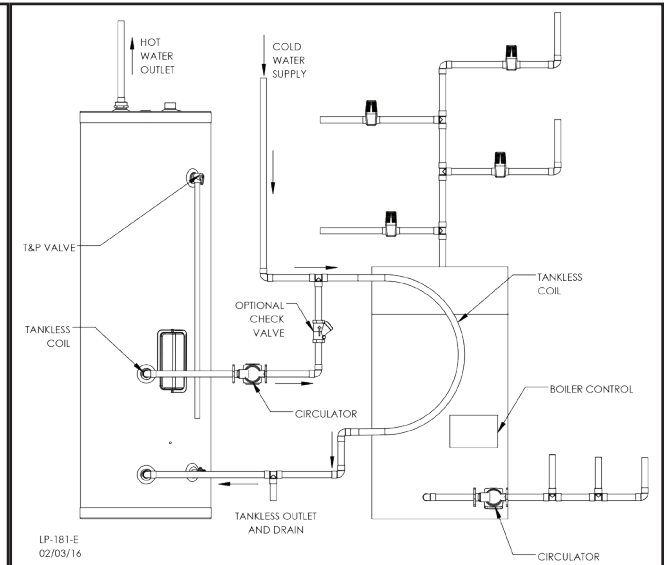 HOT
WATER
OUTLET
COLD
WATER
SUPPLY
T&P VALVE
TANKLESS
COIL
OPTIONAL
CHECK
VALVE
TANKLESS
COIL
BOILER CONTROL
CIRCULATOR
TANKLESS OUTLET
AND DRAIN
CIRCULATOR
LP-181-E
02/03/16